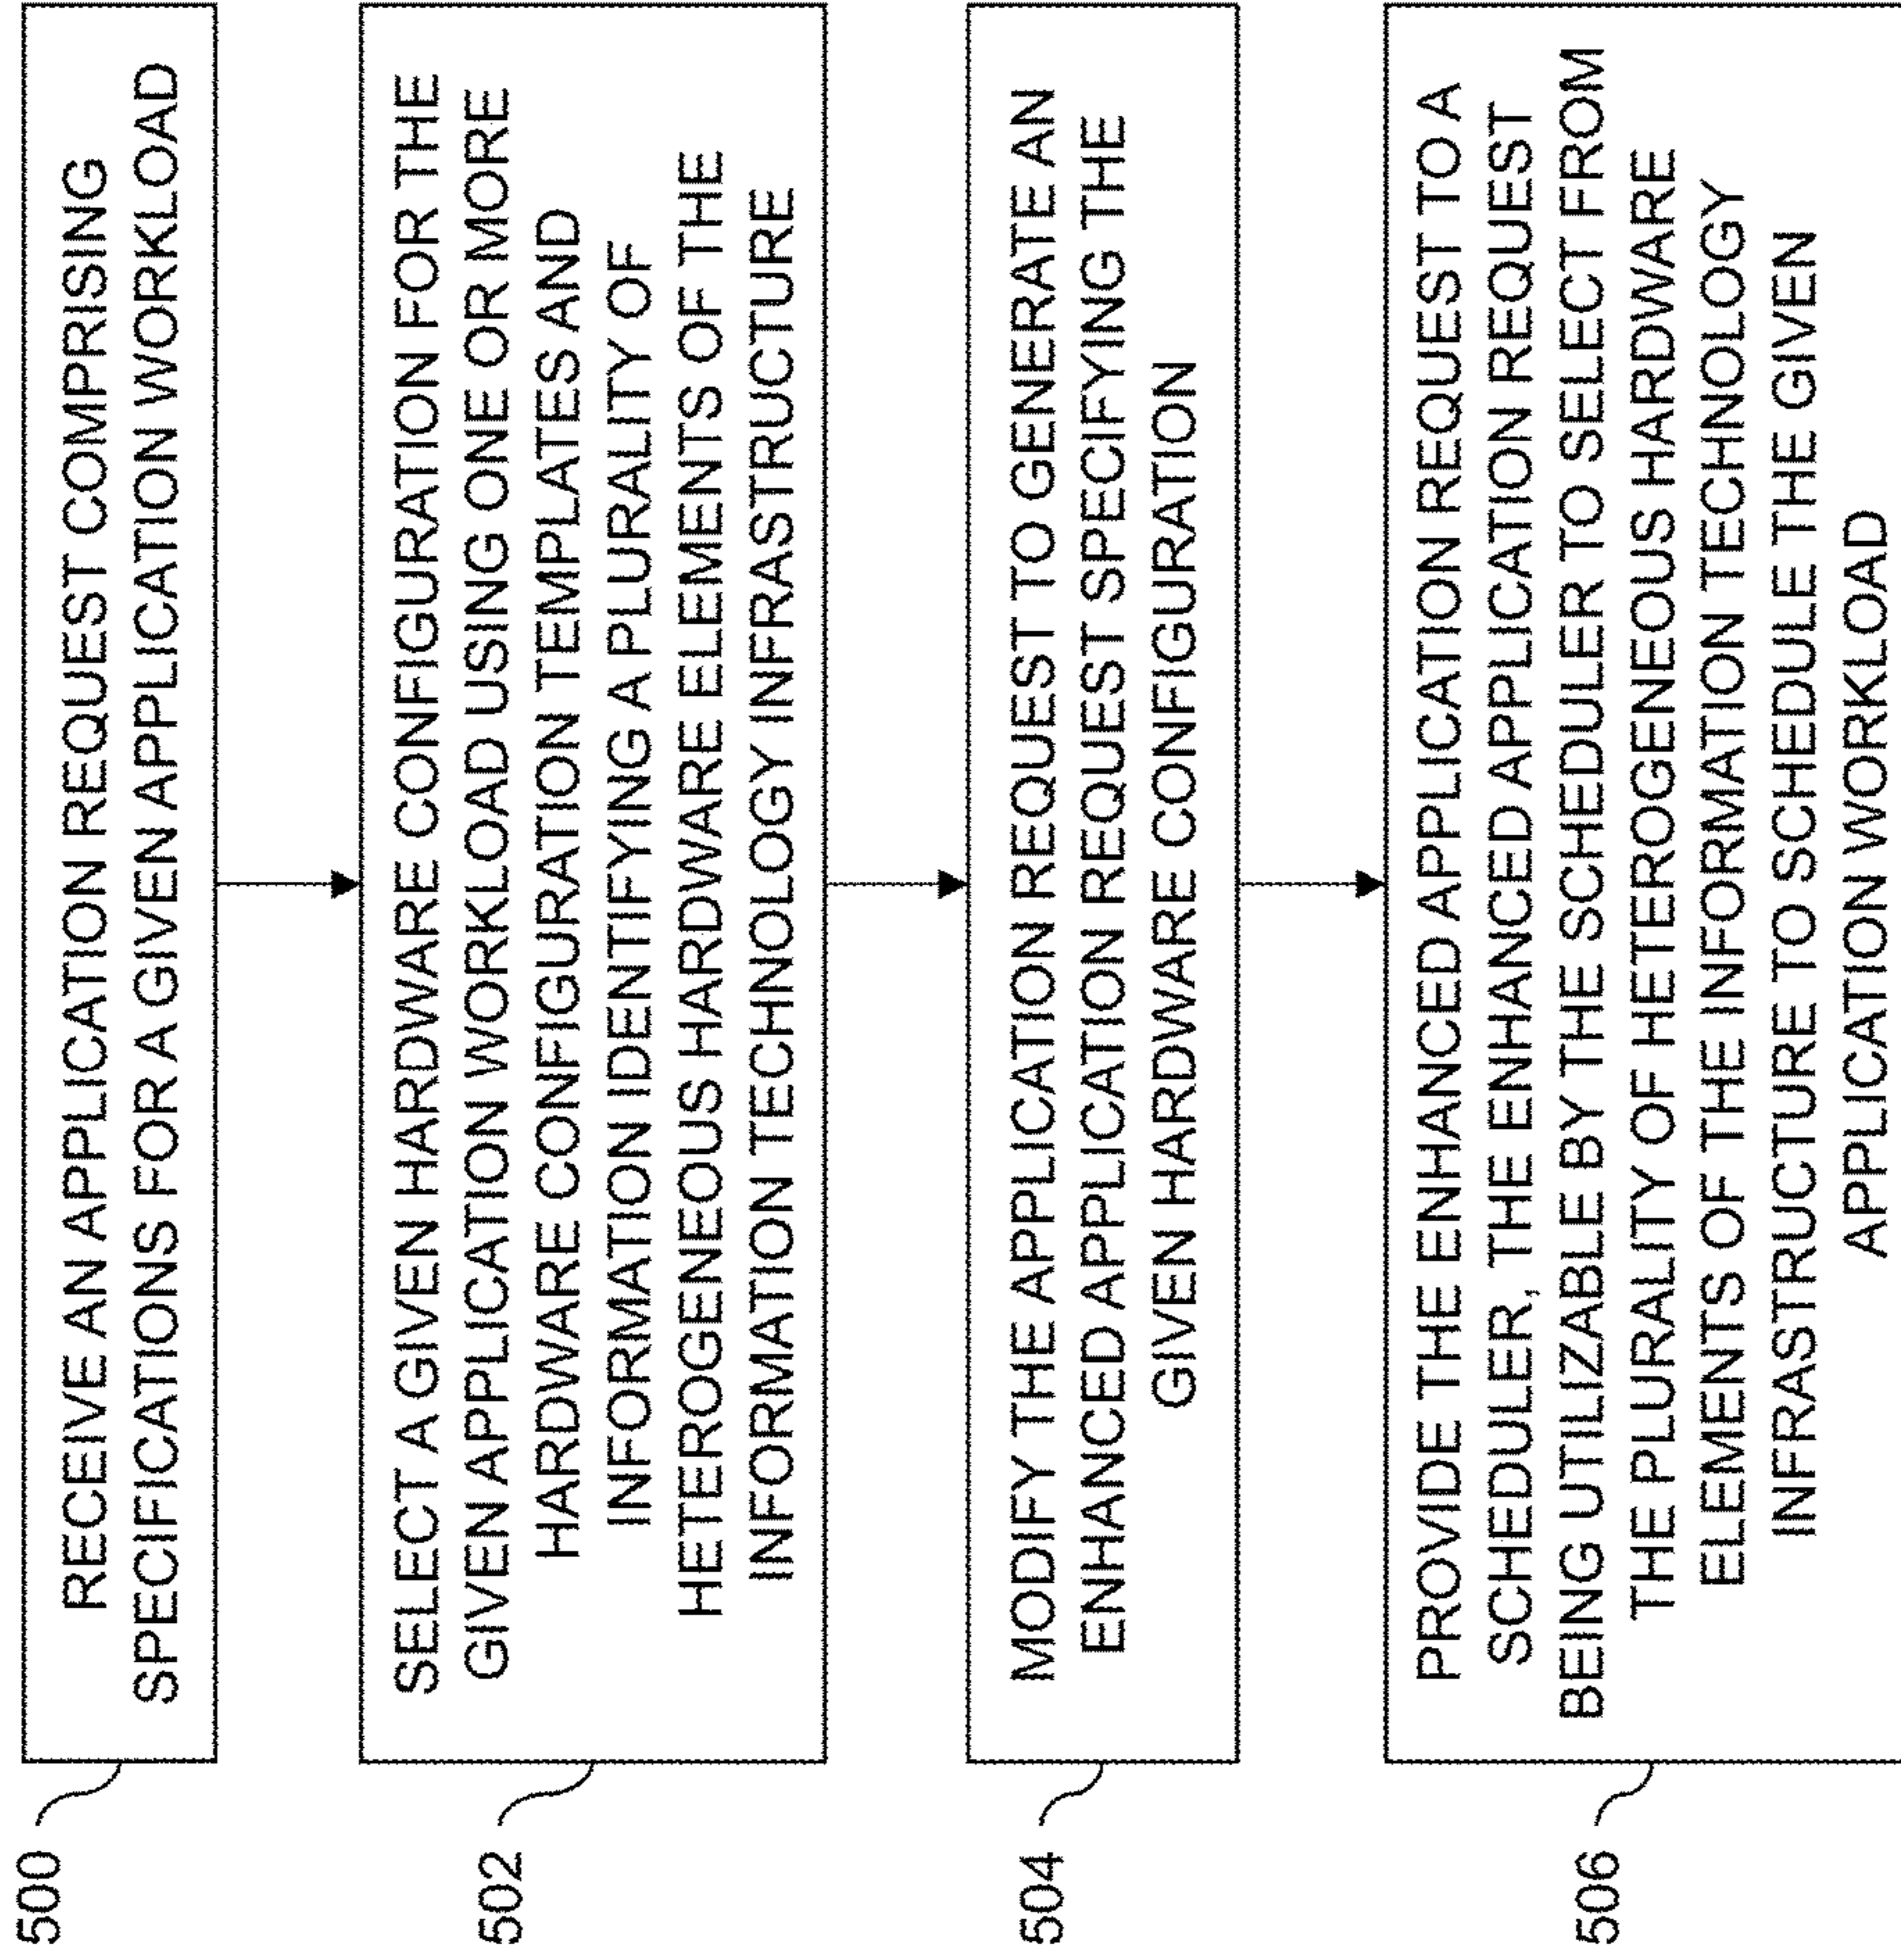 500
RECEIVE AN APPLICATION REQUEST COMPRISING
SPECIFICATIONS FOR A GIVEN APPLICATION WORKLOAD
502
SELECT A GIVEN HARDWARE CONFIGURATION FOR THE
GIVEN APPLICATION WORKLOAD USING ONE OR MORE
HARDWARE CONFIGURATION TEMPLATES AND
INFORMATION IDENTIFYING A PLURALITY OF
HETEROGENEOUS HARDWARE ELEMENTS OF THE
INFORMATION TECHNOLOGY INFRASTRUCTURE
504
MODIFY THE APPLICATION REQUEST TO GENERATE AN
ENHANCED APPLICATION REQUEST SPECIFYING THE
GIVEN HARDWARE CONFIGURATION
506
PROVIDE THE ENHANCED APPLICATION REQUEST TO A
SCHEDULER, THE ENHANCED APPLICATION REQUEST
BEING UTILIZABLE BY THE SCHEDULER TO SELECT FROM
THE PLURALITY OF HETEROGENEOUS HARDWARE
ELEMENTS OF THE INFORMATION TECHNOLOGY
INFRASTRUCTURE TO SCHEDULE THE GIVEN
APPLICATION WORKLOAD